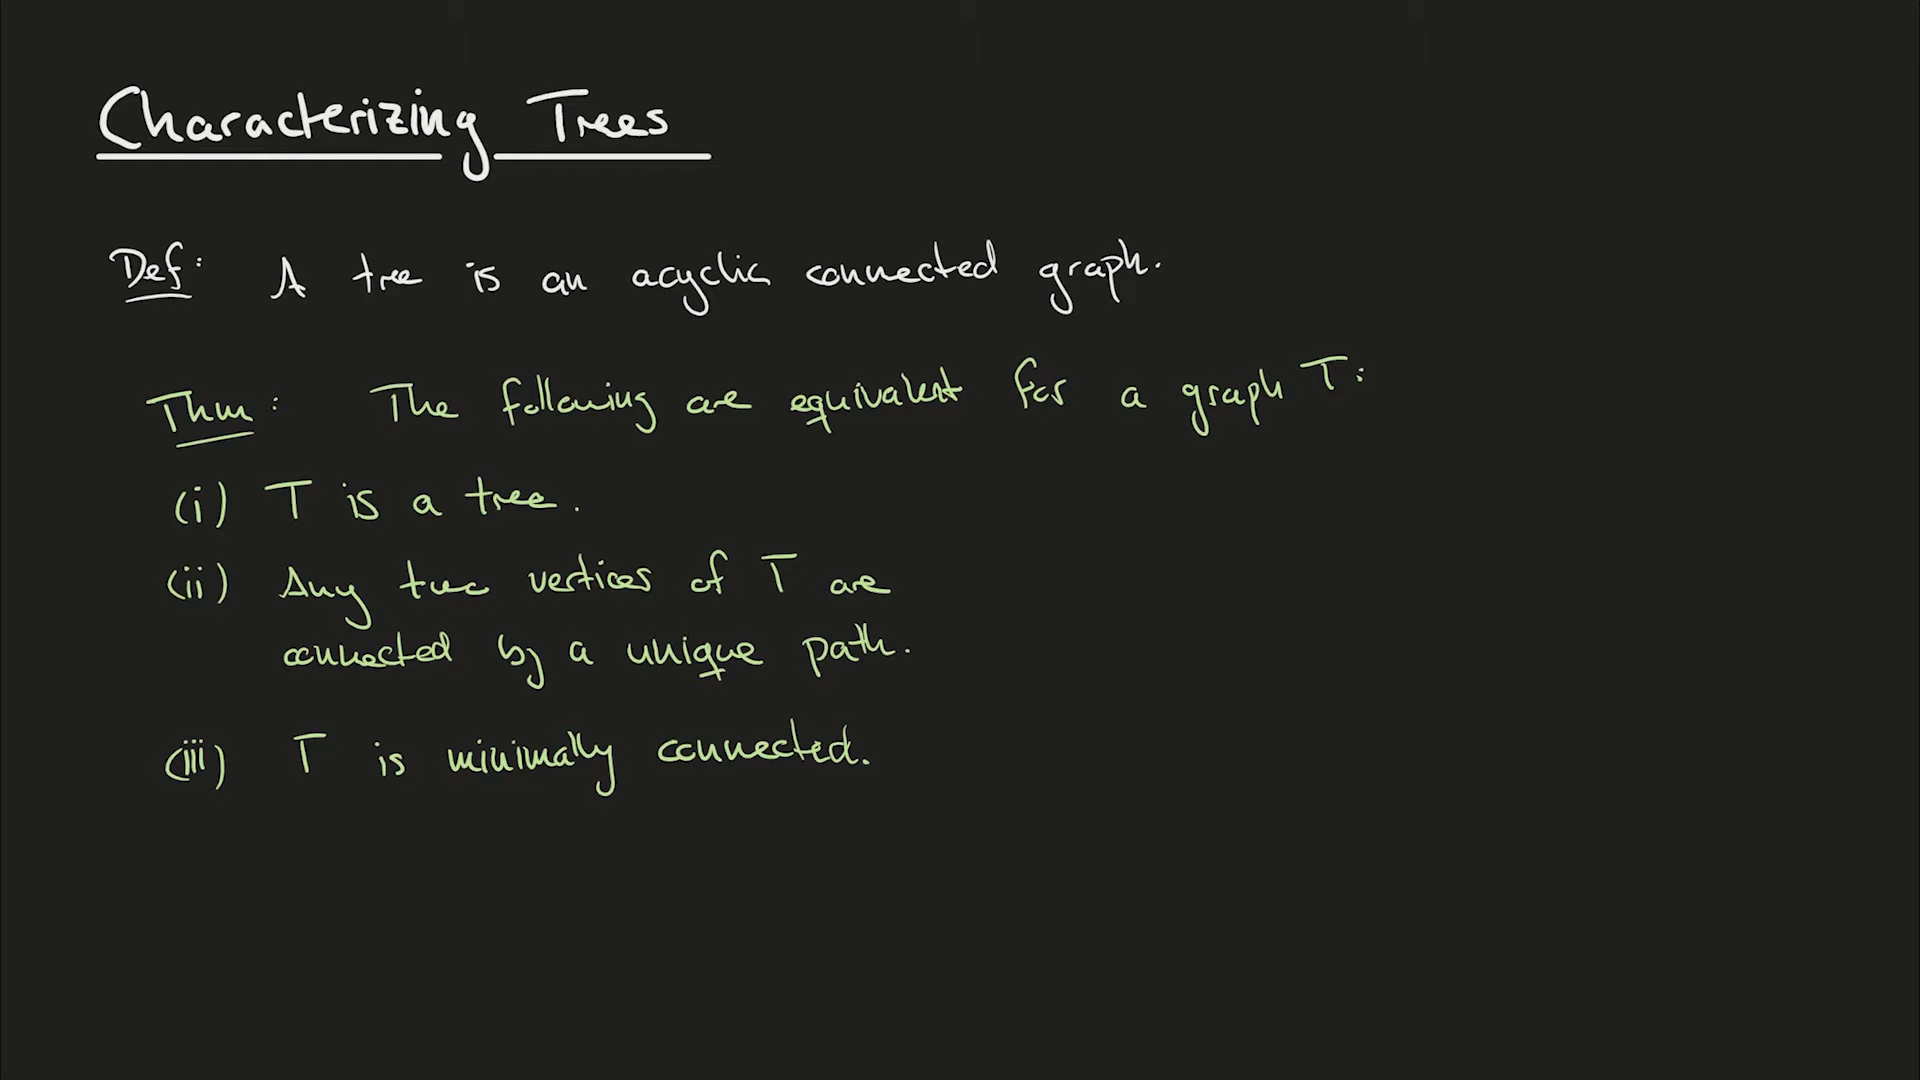 Characterizing Trees
Def: A tree is an acyclic connected graph.
Thm: The following are equivalent for a graph T:
(i) T is a tree.
(ii) Any two vertices of T are
connected by a unique path.
(iii) T is minimally connected.